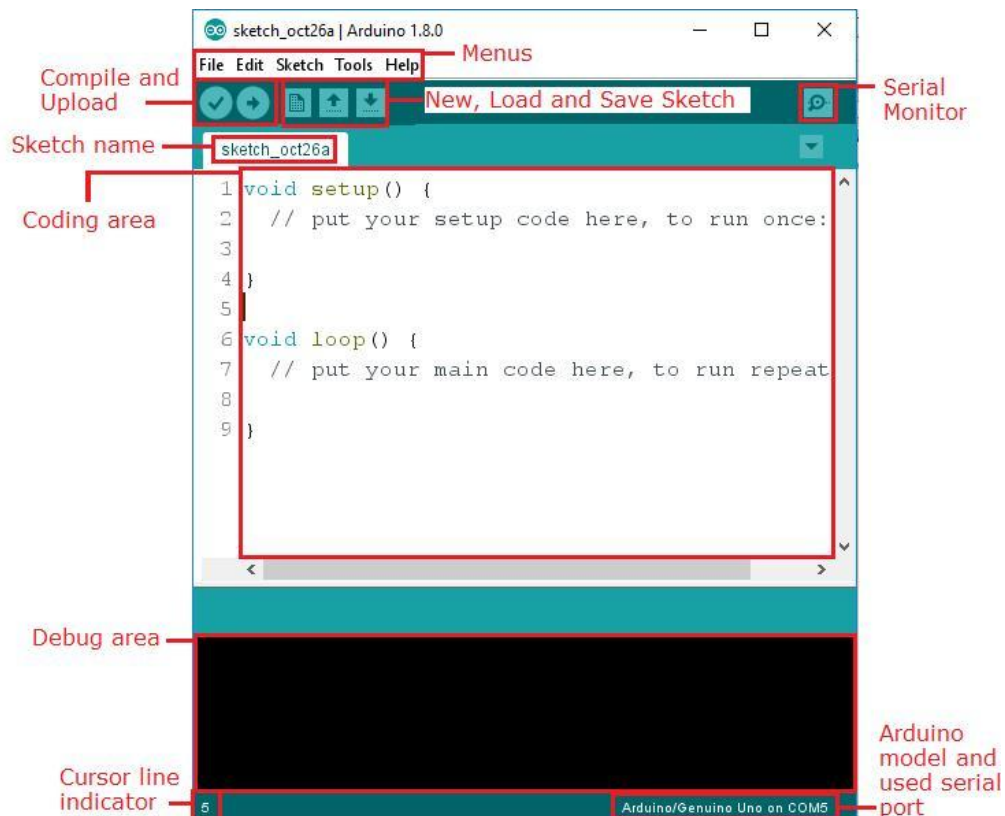 sketch_oct26a | Arduino 1.8.0
File Edit Sketch Tools Help
Menus
Compile and
Upload
New, Load and Save Sketch
Serial
Monitor
Sketch name
sketch_oct26a
Coding area
1 void setup() {
2 // put your setup code here, to run once:
3
4 }
5
6 void loop() {
7 // put your main code here, to run repeat
8
9 }
Debug area
Cursor line
indicator
5
Arduino/Genuino Uno on COM5
Arduino
model and
used serial
port